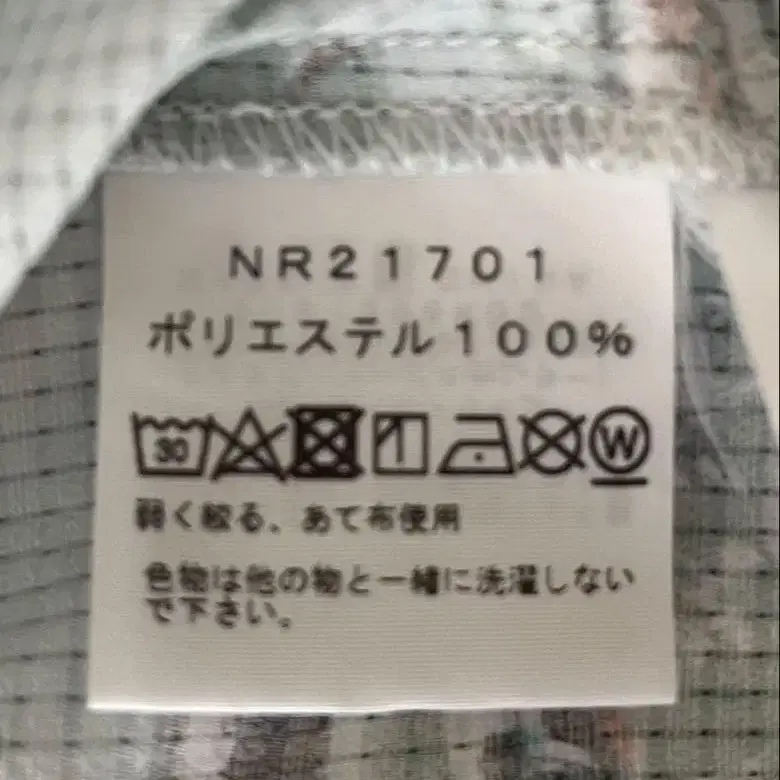 NR21701
ポリエステル100%
30 W
弱く絞る、あて布使用
色物は他の物と一緒に洗濯しない
で下さい。